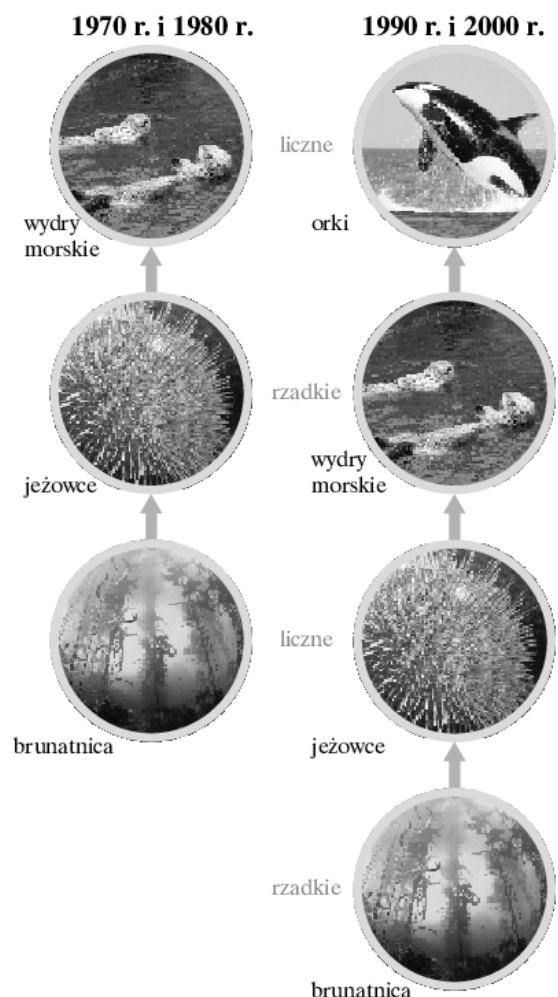 1970 r. i 1980 r.
1990 r. i 2000 r.
liczne
wydry
morskie
orki
rzadkie
jeżowce
wydry
morskie
liczne
brunatnica
jeżowce
rzadkie
brunatnica